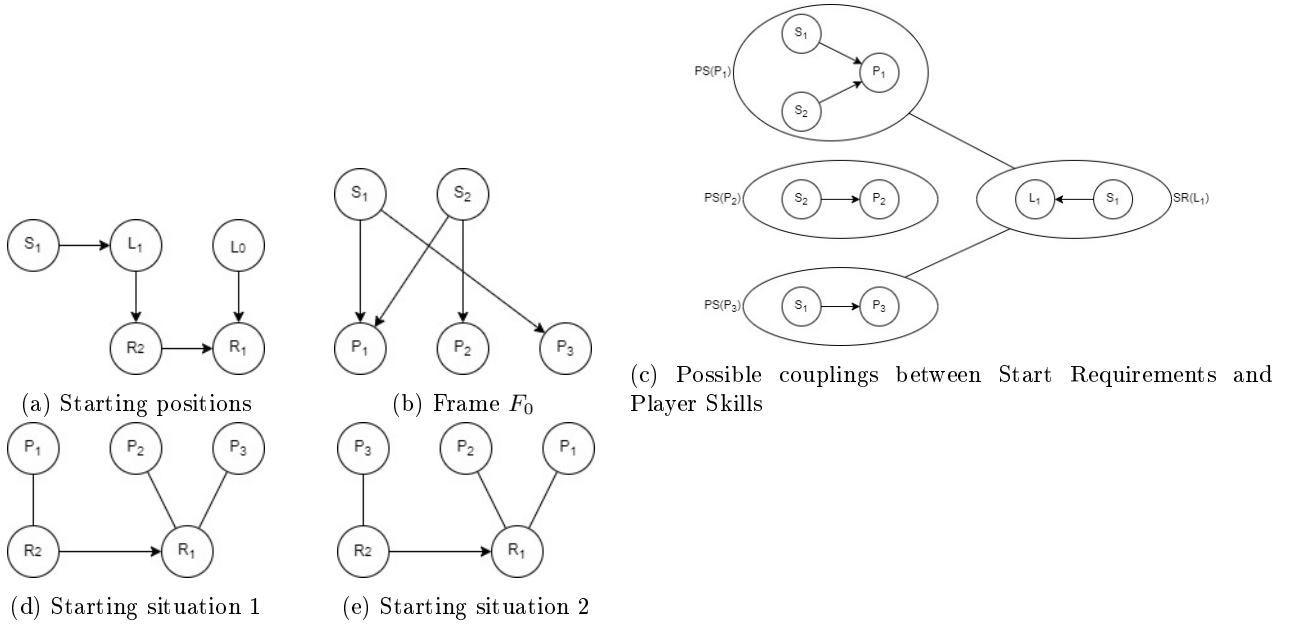 S₁
PS(P₁)
P₁
S₂
S₁
S₂
PS(P₂)
S₂
P₂
L₁
S₁
SR(L₁)
S₁
L₁
L₀
PS(P₃)
S₁
P₃
R₂
R₁
P₁
P₂
P₃
(a) Starting positions
(b) Frame F₀
(c) Possible couplings between Start Requirements and
Player Skills
P₁
P₂
P₃
P₃
P₂
P₁
R₂
R₁
R₂
R₁
(d) Starting situation 1
(e) Starting situation 2